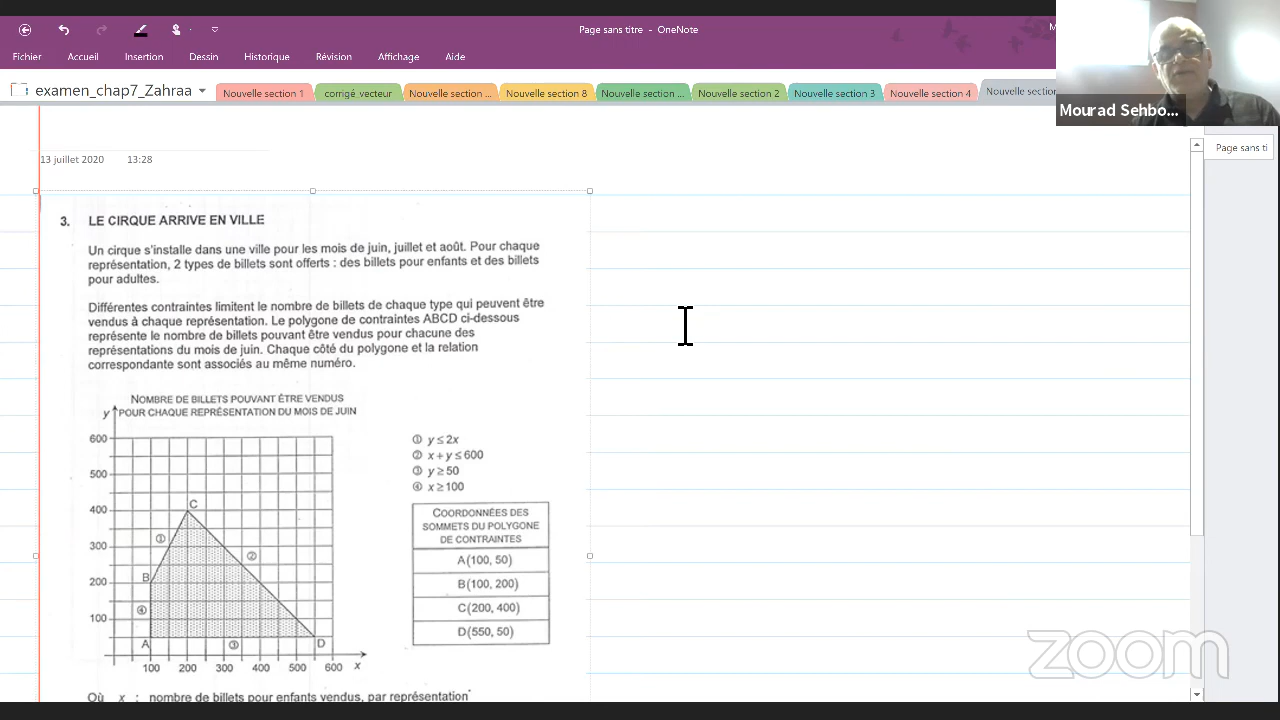 Page sans titre - OneNote
M
Fichier
Accueil
Insertion
Dessin
Historique
Révision
Affichage
Aide
examen_chap7_Zahraa
Nouvelle section 1
corrigé_vecteur
Nouvelle section ...
Nouvelle section 8
Nouvelle section ...
Nouvelle section 2
Nouvelle section 3
Nouvelle section 4
Nouvelle section
Mourad Sehbo...
Page sans ti
13 juillet 2020
13:28
3. LE CIRQUE ARRIVE EN VILLE
Un cirque s'installe dans une ville pour les mois de juin, juillet et août. Pour chaque
représentation, 2 types de billets sont offerts : des billets pour enfants et des billets
pour adultes.
Différentes contraintes limitent le nombre de billets de chaque type qui peuvent être
vendus à chaque représentation. Le polygone de contraintes ABCD ci-dessous
représente le nombre de billets pouvant être vendus pour chacune des
représentations du mois de juin. Chaque côté du polygone et la relation
correspondante sont associés au même numéro.
NOMBRE DE BILLETS POUVANT ÊTRE VENDUS
POUR CHAQUE REPRÉSENTATION DU MOIS DE JUIN
y
600
500
400
300
200
100
C
①
②
B
④
A
③
D
100 200 300 400 500 600 x
① y ≤ 2x
② x + y ≤ 600
③ y ≥ 50
④ x ≥ 100
COORDONNÉES DES
SOMMETS DU POLYGONE
DE CONTRAINTES
A(100, 50)
B(100, 200)
C(200, 400)
D(550, 50)
Où x : nombre de billets pour enfants vendus, par représentation
zoom